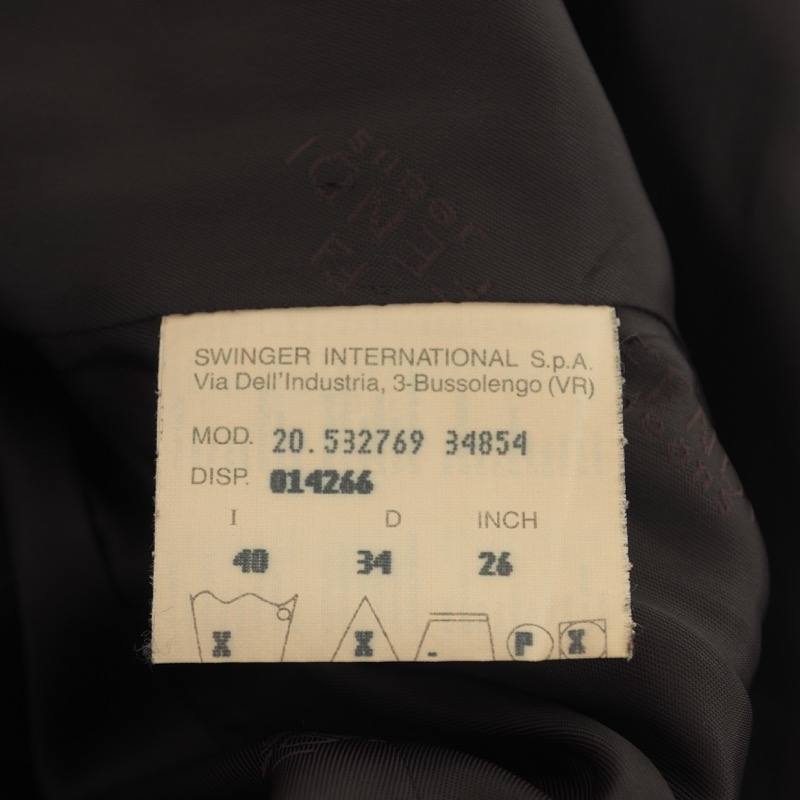 SWINGER INTERNATIONAL S.p.A.
Via Dell'Industria, 3-Bussolengo (VR)
MOD. 20.532769 34854
DISP. 014266
I D INCH
40 34 26
X X - P X